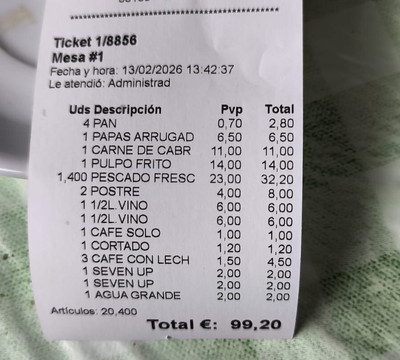 ****************************************
Ticket 1/8856
Mesa #1
Fecha y hora: 13/02/2026 13:42:37
Le atendió: Administrad
Uds Descripción Pvp Total
4 PAN 0,70 2,80
1 PAPAS ARRUGAD 6,50 6,50
1 CARNE DE CABR 11,00 11,00
1 PULPO FRITO 14,00 14,00
1,400 PESCADO FRESC 23,00 32,20
2 POSTRE 4,00 8,00
1 1/2L.VINO 6,00 6,00
1 1/2L.VINO 6,00 6,00
1 CAFE SOLO 1,00 1,00
1 CORTADO 1,20 1,20
3 CAFE CON LECH 1,50 4,50
1 SEVEN UP 2,00 2,00
1 SEVEN UP 2,00 2,00
1 AGUA GRANDE 2,00 2,00
Artículos: 20,400
Total €: 99,20